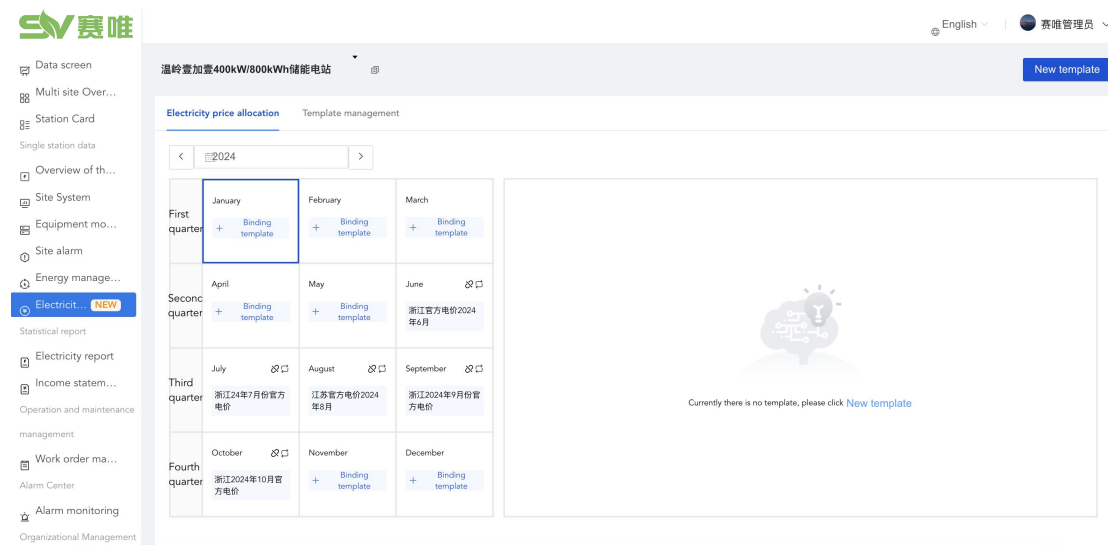 SW赛唯
English
赛唯管理员
Data screen
Multi site Over...
Station Card
Single station data
Overview of th...
Site System
Equipment mo...
Site alarm
Energy manage...
Electricit... NEW
Statistical report
Electricity report
Income statem...
Operation and maintenance
management
Work order ma...
Alarm Center
Alarm monitoring
Organizational Management
温岭壹加壹400kW/800kWh储能电站
New template
Electricity price allocation
Template management
2024
First
quarter
January
+ Binding
template
February
+ Binding
template
March
+ Binding
template
Second
quarter
April
+ Binding
template
May
+ Binding
template
June
浙江官方电价2024
年6月
Third
quarter
July
浙江24年7月份官方
电价
August
江苏官方电价2024
年8月
September
浙江2024年9月份官
方电价
Fourth
quarter
October
浙江2024年10月官
方电价
November
+ Binding
template
December
+ Binding
template
Currently there is no template, please click New template